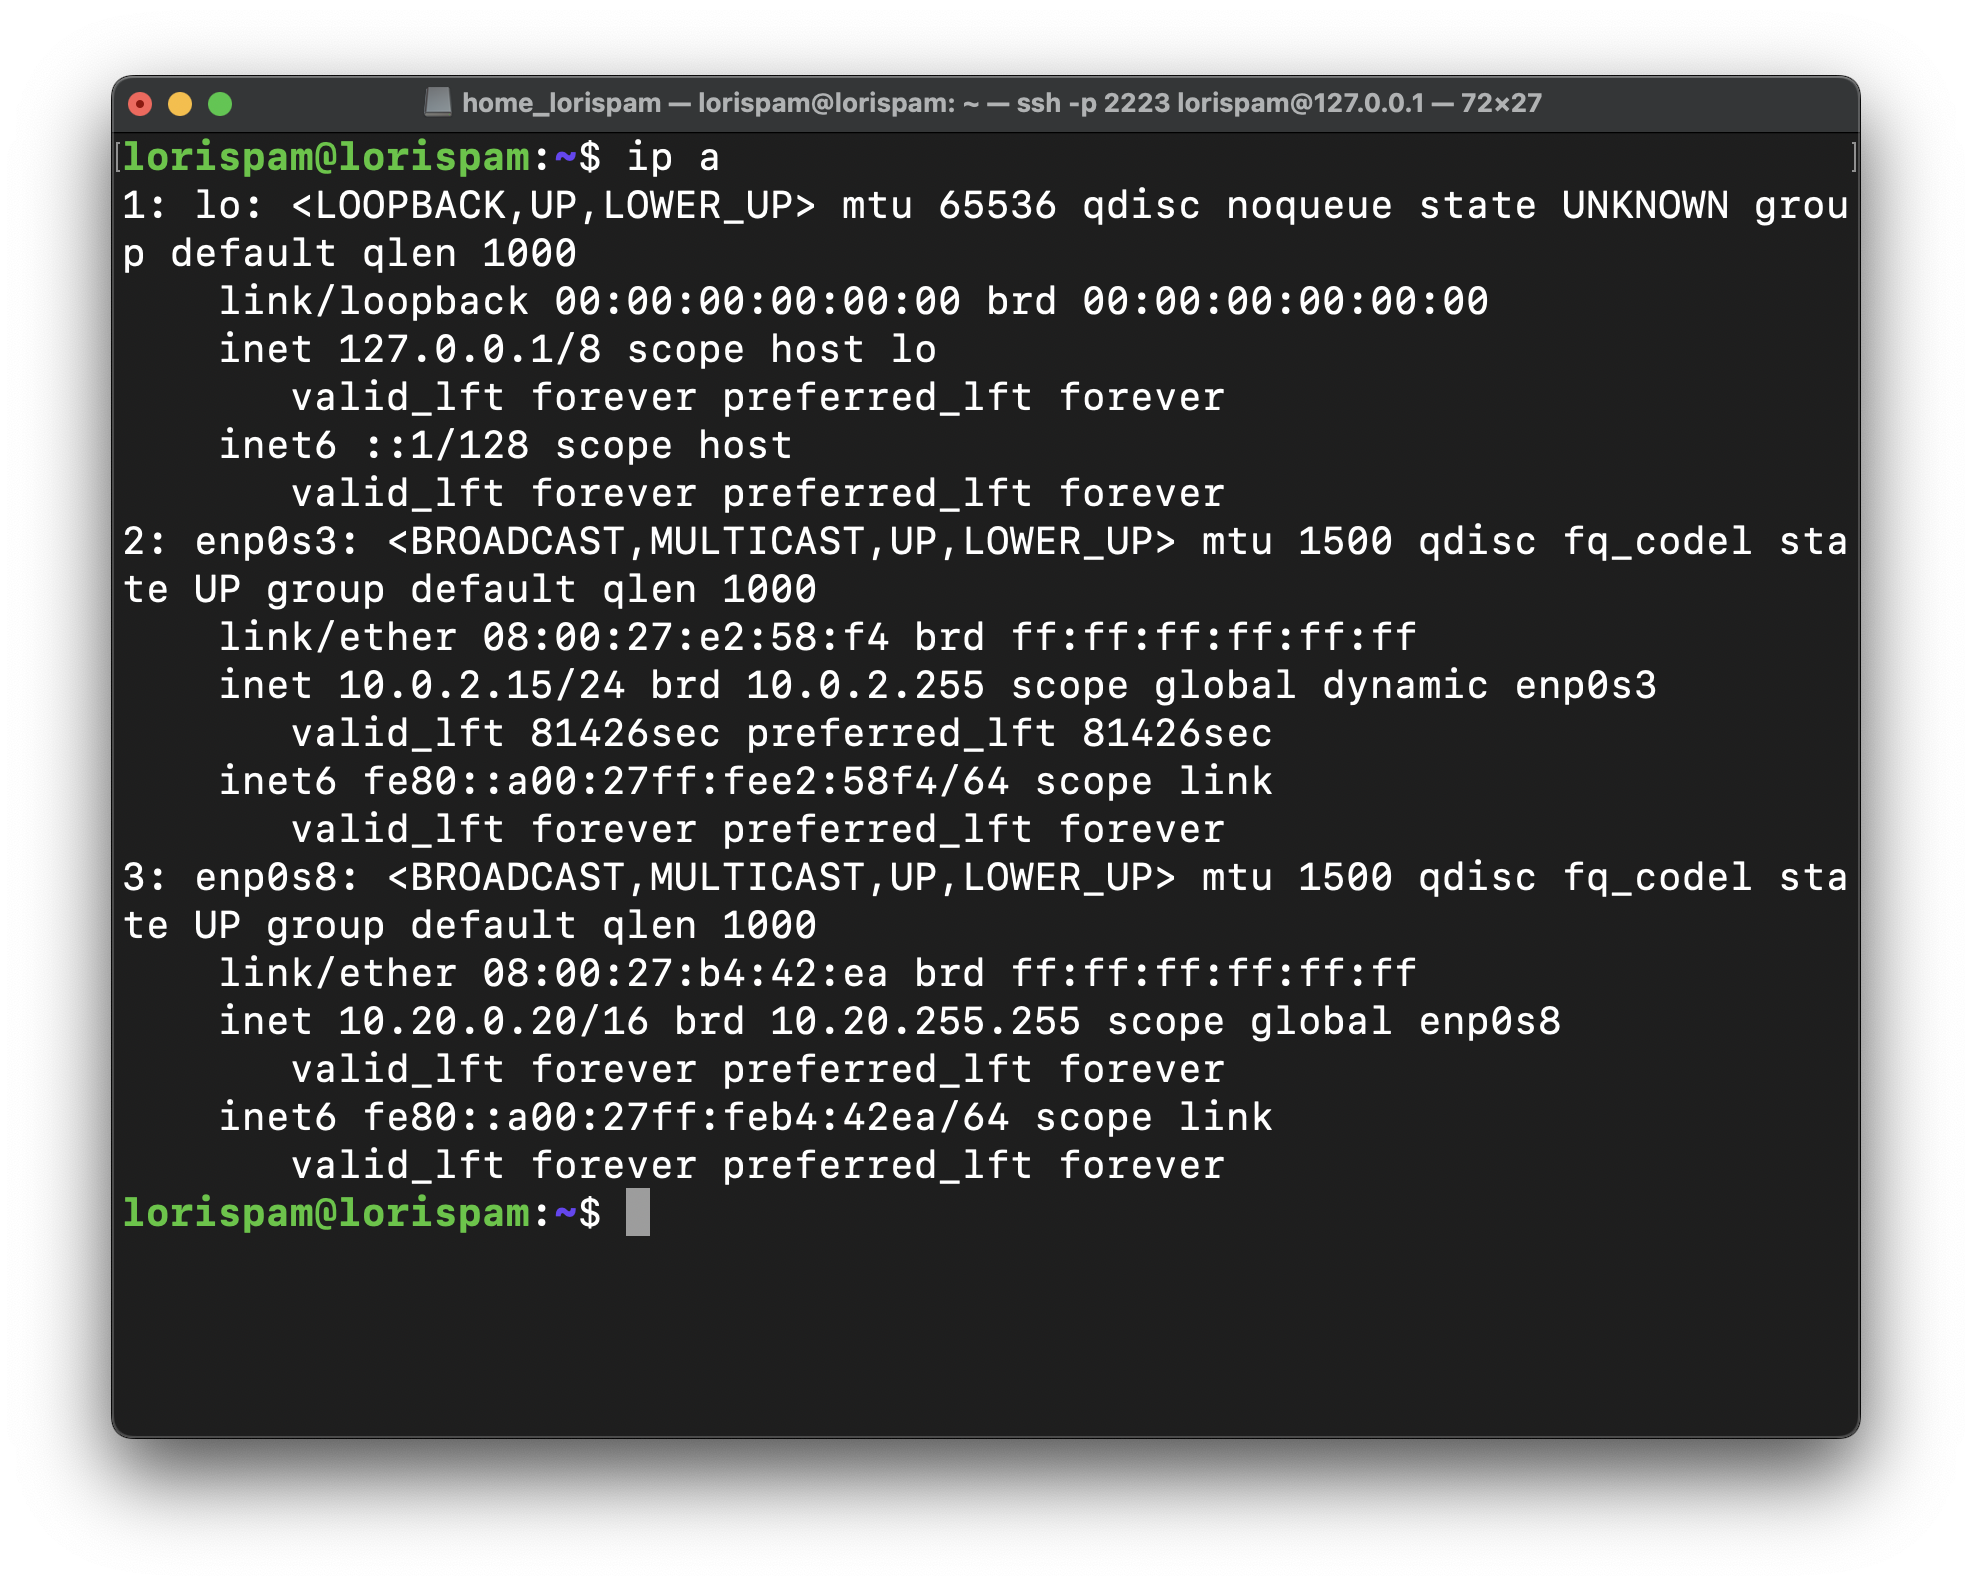 home_lorispam — lorispam@lorispam: ~ — ssh -p 2223 lorispam@127.0.0.1 — 72×27
[lorispam@lorispam:~$ ip a ]
1: lo: <LOOPBACK,UP,LOWER_UP> mtu 65536 qdisc noqueue state UNKNOWN grou
p default qlen 1000
    link/loopback 00:00:00:00:00:00 brd 00:00:00:00:00:00
    inet 127.0.0.1/8 scope host lo
       valid_lft forever preferred_lft forever
    inet6 ::1/128 scope host
       valid_lft forever preferred_lft forever
2: enp0s3: <BROADCAST,MULTICAST,UP,LOWER_UP> mtu 1500 qdisc fq_codel sta
te UP group default qlen 1000
    link/ether 08:00:27:e2:58:f4 brd ff:ff:ff:ff:ff:ff
    inet 10.0.2.15/24 brd 10.0.2.255 scope global dynamic enp0s3
       valid_lft 81426sec preferred_lft 81426sec
    inet6 fe80::a00:27ff:fee2:58f4/64 scope link
       valid_lft forever preferred_lft forever
3: enp0s8: <BROADCAST,MULTICAST,UP,LOWER_UP> mtu 1500 qdisc fq_codel sta
te UP group default qlen 1000
    link/ether 08:00:27:b4:42:ea brd ff:ff:ff:ff:ff:ff
    inet 10.20.0.20/16 brd 10.20.255.255 scope global enp0s8
       valid_lft forever preferred_lft forever
    inet6 fe80::a00:27ff:feb4:42ea/64 scope link
       valid_lft forever preferred_lft forever
lorispam@lorispam:~$